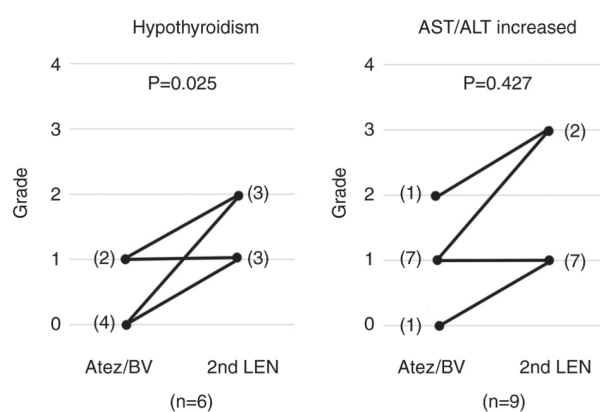 Hypothyroidism
4
P=0.025
3
2
(3)
Grade
1
(2)
(3)
0
(4)
Atez/BV
2nd LEN
(n=6)
AST/ALT increased
4
P=0.427
3
(2)
2
(1)
Grade
1
(7)
(7)
0
(1)
Atez/BV
2nd LEN
(n=9)